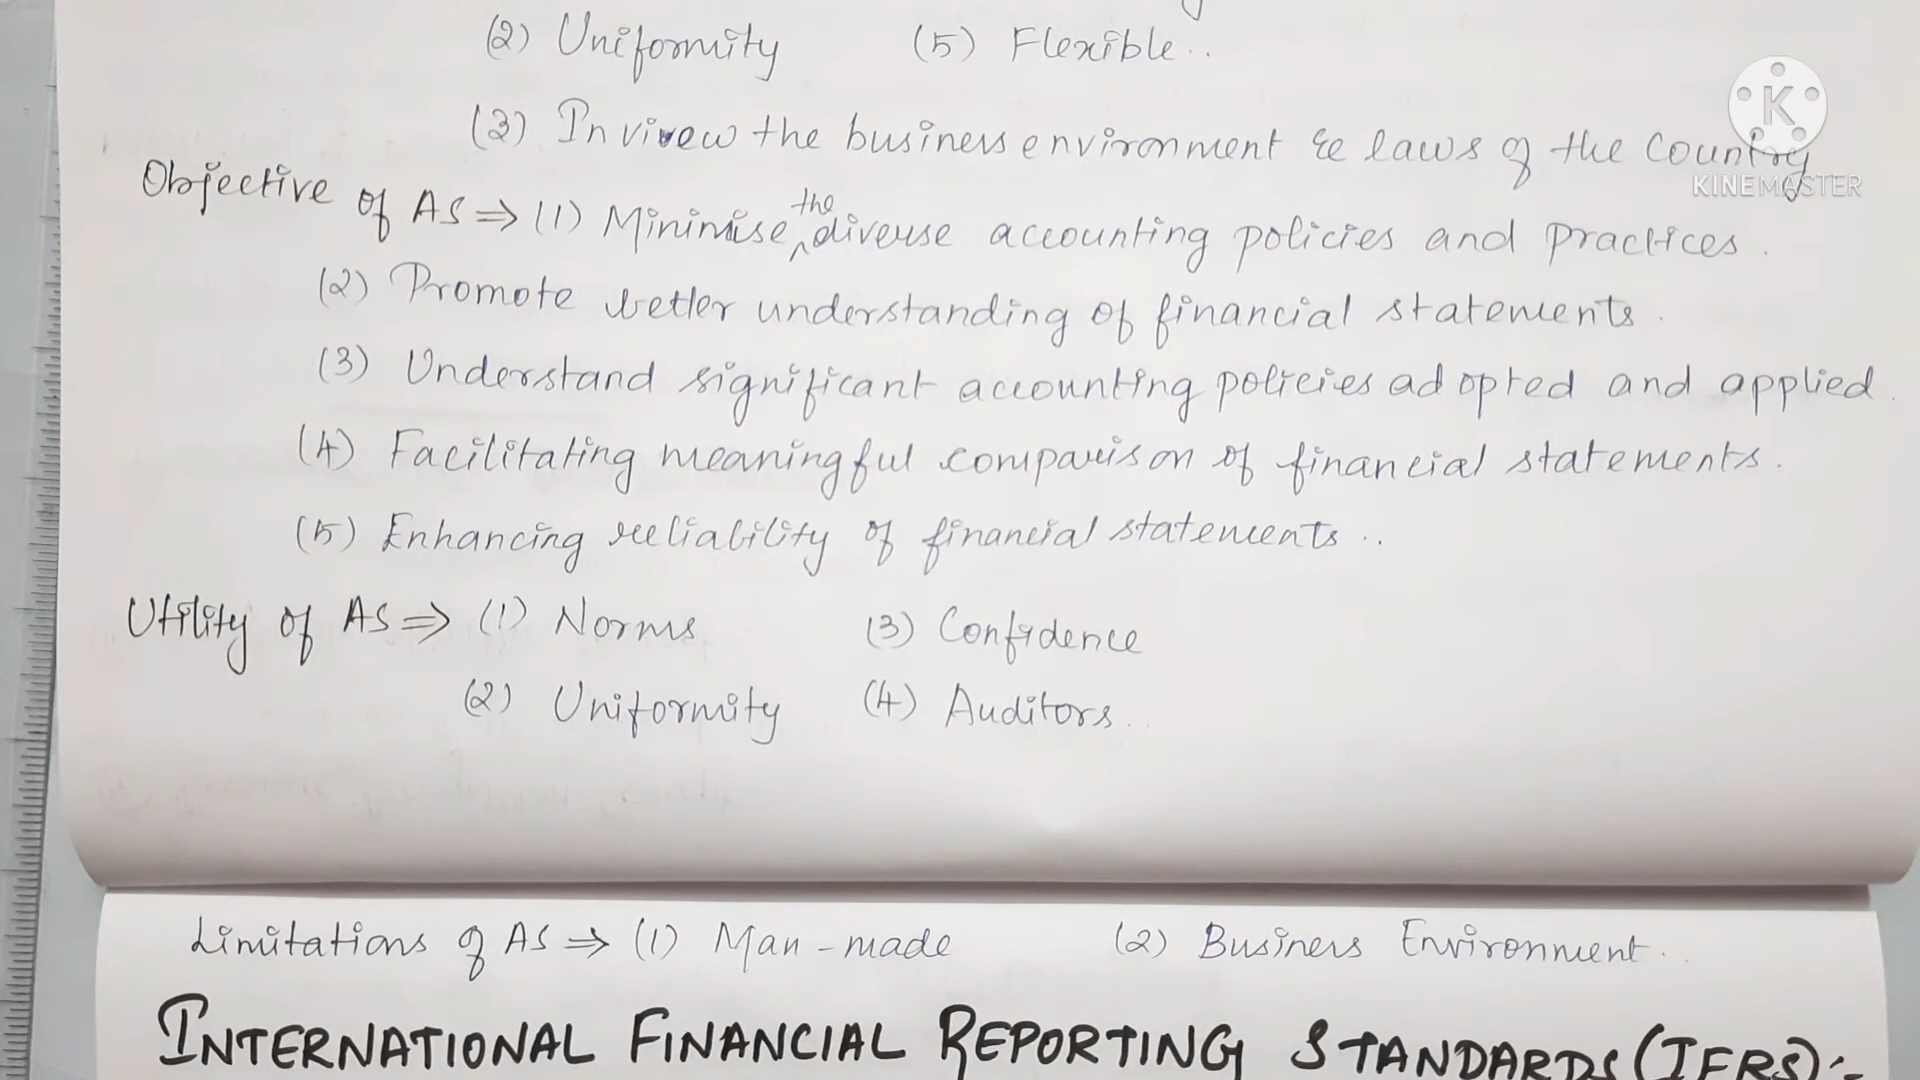 (2) Uniformity (5) Flexible..
(3) In view the business environment & laws of the country
Objective of AS ⇒ (1) Minimise the diverse accounting policies and practices.
(2) Promote better understanding of financial statements.
(3) Understand significant accounting policies adopted and applied.
(4) Facilitating meaningful comparison of financial statements.
(5) Enhancing reliability of financial statements..
Utility of AS ⇒ (1) Norms (3) Confidence
(2) Uniformity (4) Auditors..
Limitations of AS ⇒ (1) Man-made (2) Business Environment..
INTERNATIONAL FINANCIAL REPORTING STANDARDS (IFRS):-
K
KINEMASTER